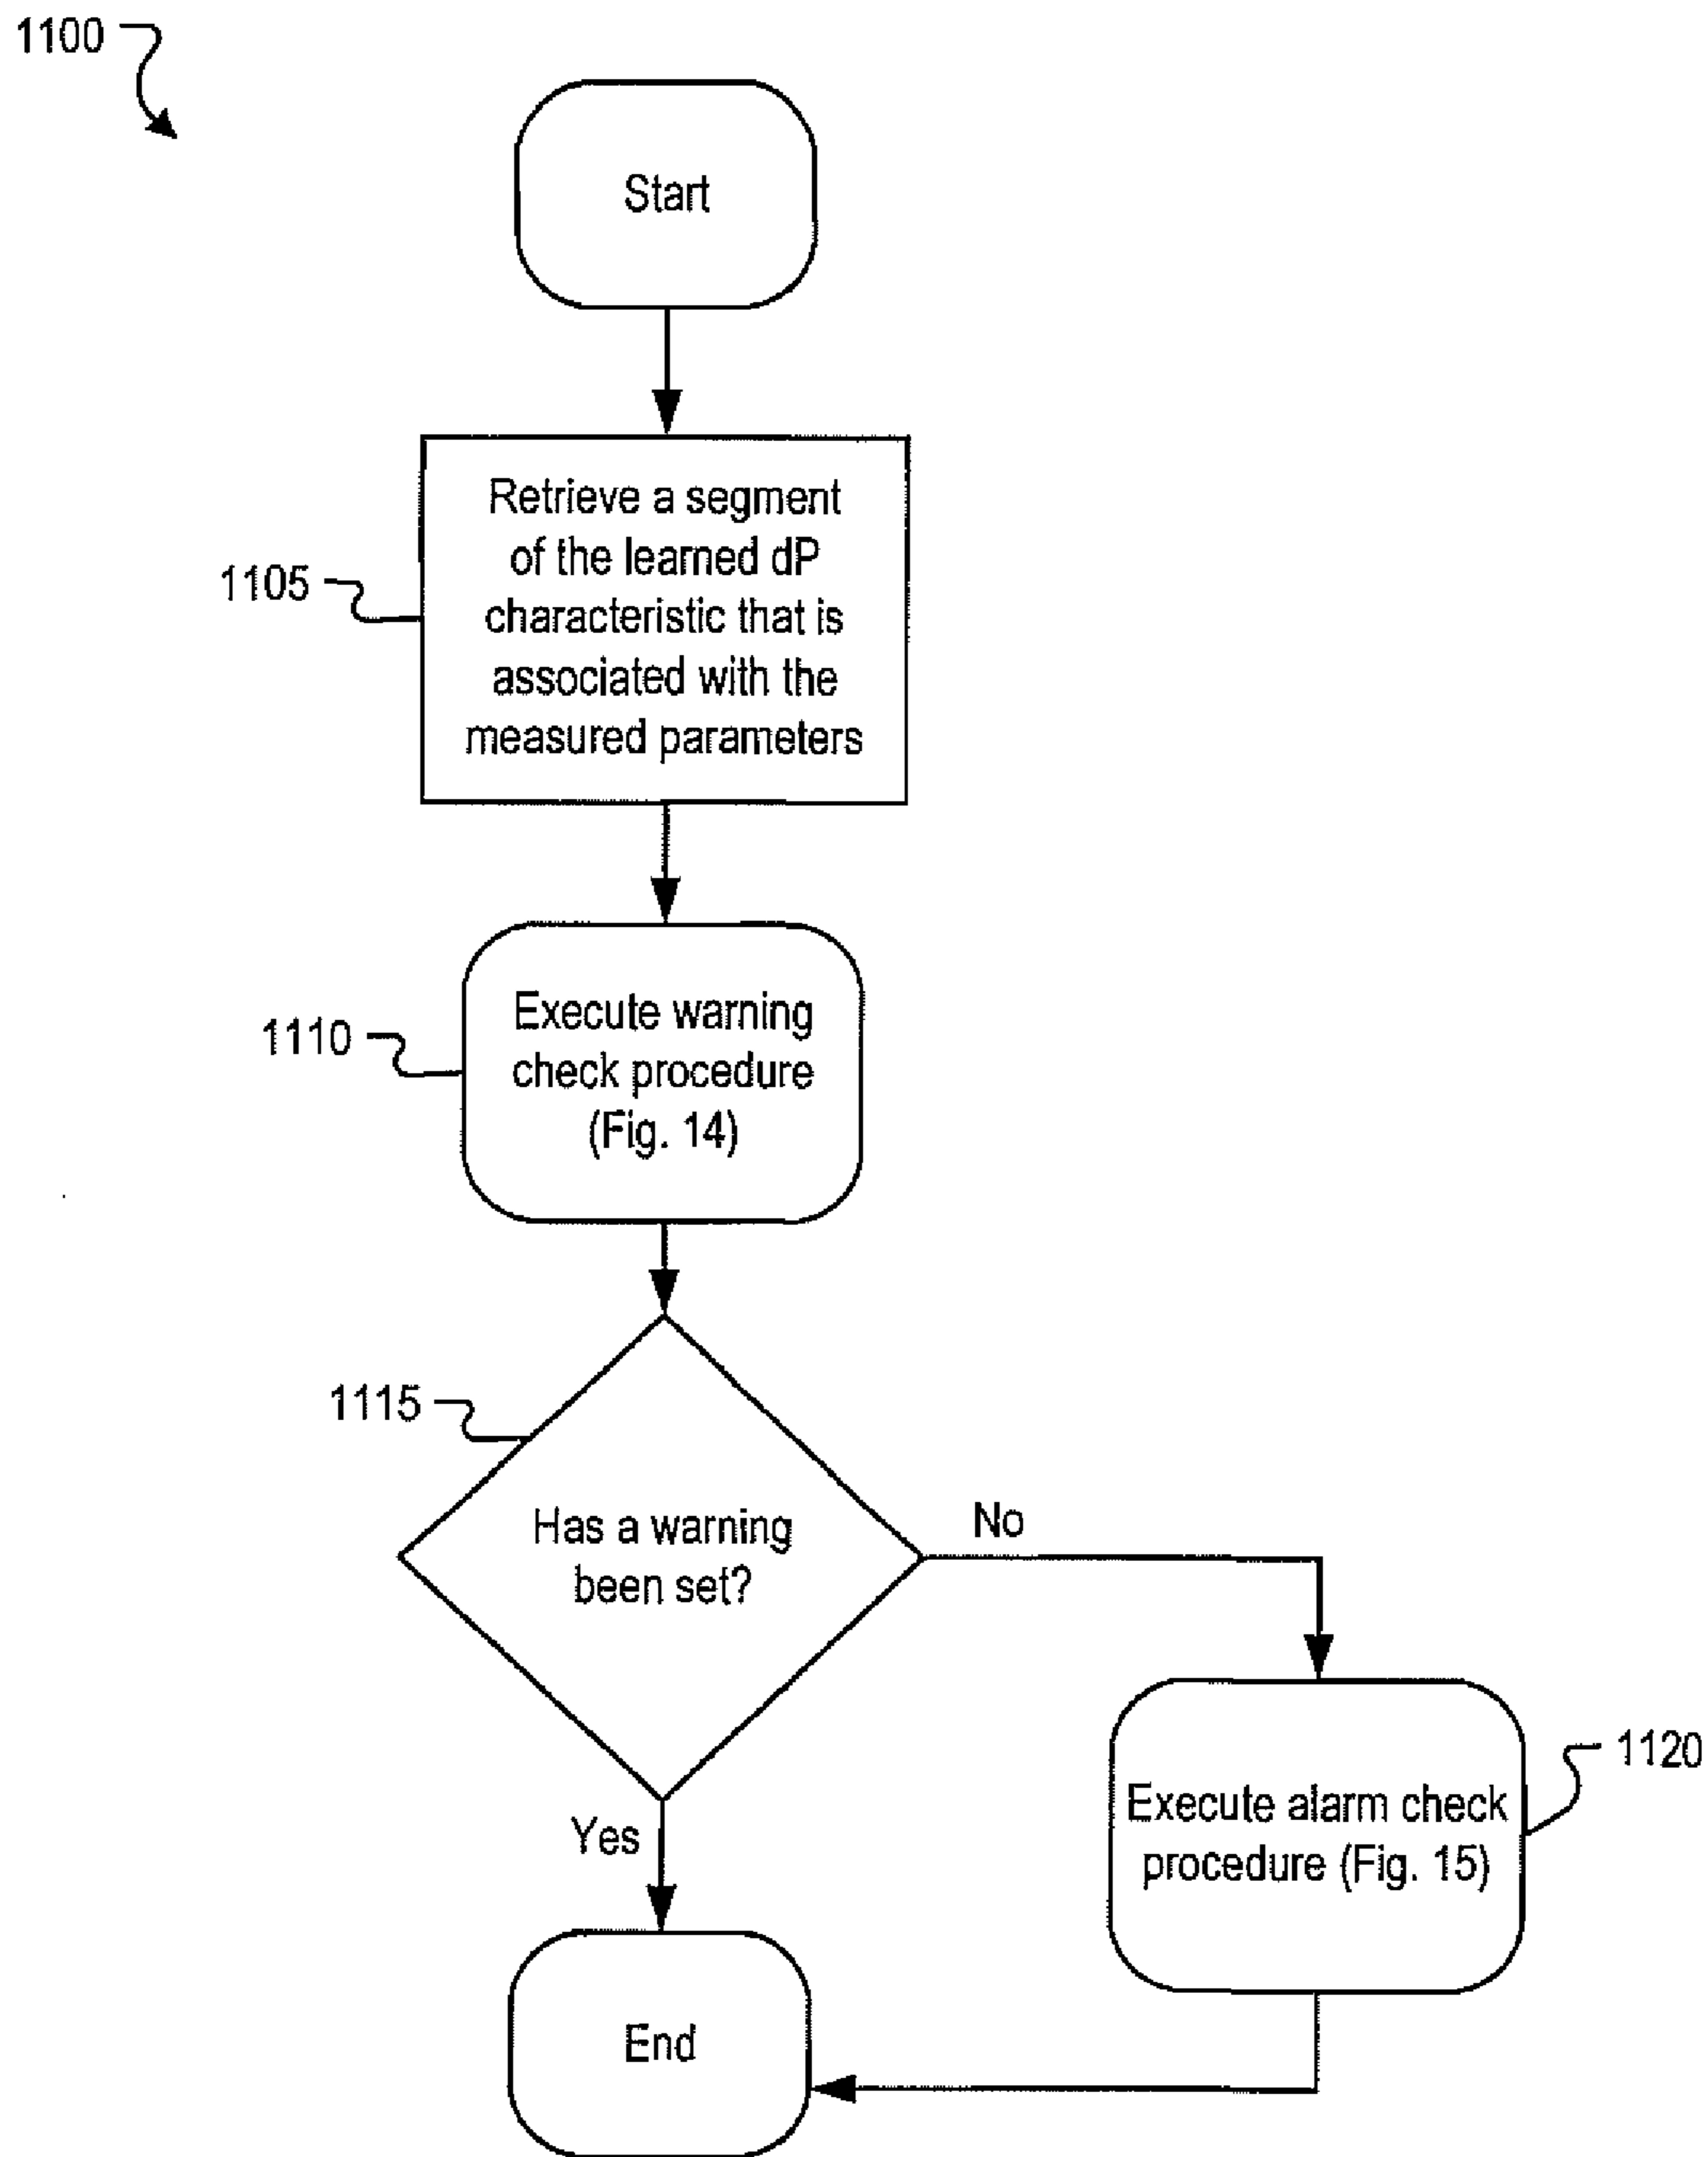 1100
Start
1105
Retrieve a segment
of the learned dP
characteristic that is
associated with the
measured parameters
1110
Execute warning
check procedure
(Fig. 14)
1115
Has a warning
been set?
No
Yes
1120
Execute alarm check
procedure (Fig. 15)
End